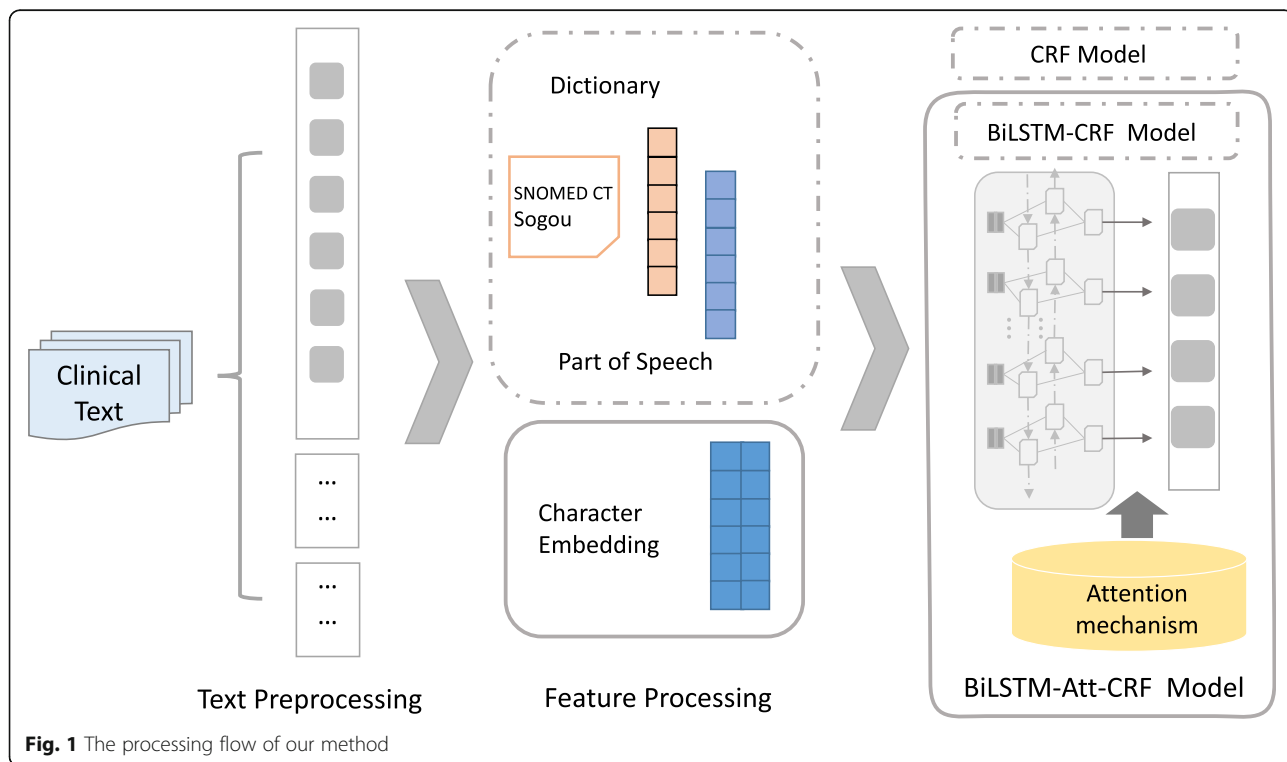 Clinical
Text
...
...
...
...
Text Preprocessing
Dictionary
SNOMED CT
Sogou
Part of Speech
Character
Embedding
Feature Processing
CRF Model
BiLSTM-CRF Model
Attention
mechanism
BiLSTM-Att-CRF Model
Fig. 1 The processing flow of our method